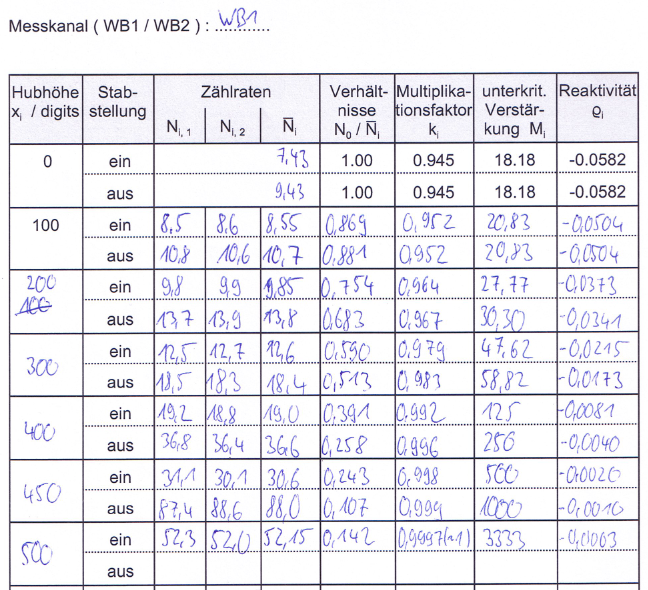 Messkanal ( WB1 / WB2 ) : WB1
Hubhöhe Stab- Zählraten Verhält- Multiplika- unterkrit. Reaktivität
xi / digits stellung nisse tionsfaktor Verstär- ϱi
Ni, 1 Ni, 2 N̅i N0 / N̅i ki kung Mi
0 ein 7,43 1.00 0.945 18.18 -0.0582
aus 9,43 1.00 0.945 18.18 -0.0582
100 ein 8,5 8,6 8,55 0,869 0,952 20,83 -0,0504
aus 10,8 10,6 10,7 0,881 0,952 20,83 -0,0504
200 ein 9,8 9,9 9,85 0,754 0,964 27,77 -0,0373
100 aus 13,7 13,9 13,8 0,683 0,967 30,30 -0,0341
300 ein 12,5 12,7 12,6 0,590 0,979 47,62 -0,0215
aus 18,5 18,3 18,4 0,513 0,983 58,82 -0,0173
400 ein 19,2 18,8 19,0 0,391 0,992 125 -0,0081
aus 36,8 36,4 36,6 0,258 0,996 250 -0,0040
450 ein 31,1 30,1 30,6 0,243 0,998 500 -0,0020
aus 87,4 88,6 88,0 0,107 0,999 1000 -0,0010
500 ein 52,3 52,0 52,15 0,142 0,9997(~1) 3333 -0,0003
aus